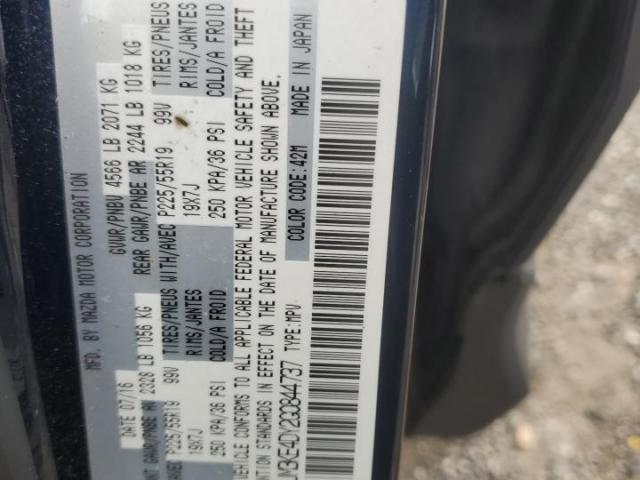 MFD. BY MAZDA MOTOR CORPORATION
DATE 07/16 GVWR/PNBV 4566 LB 2071 KG
GAWR/PNBE AV 2328 LB 1056 KG REAR GAWR/PNBE AR 2244 LB 1018 KG
P225/55R19 99V TIRES/PNEUS WITH/AVEC P225/55R19 99V TIRES/PNEUS
19X7J RIMS/JANTES 19X7J RIMS/JANTES
250 KPA/36 PSI COLD/A FROID 250 KPA/36 PSI COLD/A FROID
VEHICLE CONFORMS TO ALL APPLICABLE FEDERAL MOTOR VEHICLE SAFETY AND THEFT
STANDARDS IN EFFECT ON THE DATE OF MANUFACTURE SHOWN ABOVE.
TYPE:MPV COLOR CODE:42M MADE IN JAPAN